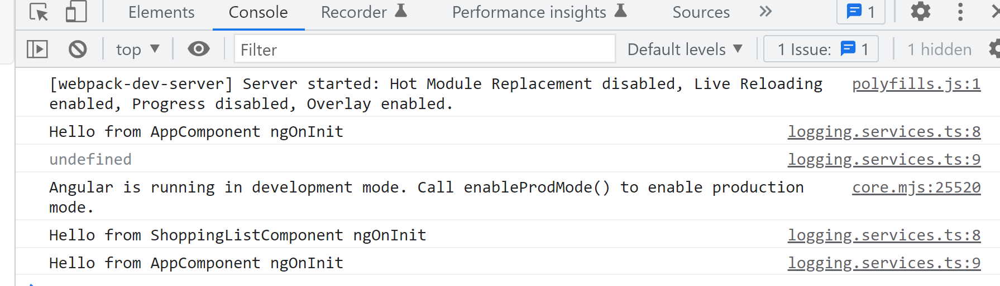 Elements Console Recorder Performance insights Sources 1
top Filter Default levels 1 Issue: 1 1 hidden
[webpack-dev-server] Server started: Hot Module Replacement disabled, Live Reloading polyfills.js:1
enabled, Progress disabled, Overlay enabled.
Hello from AppComponent ngOnInit logging.services.ts:8
undefined logging.services.ts:9
Angular is running in development mode. Call enableProdMode() to enable production core.mjs:25520
mode.
Hello from ShoppingListComponent ngOnInit logging.services.ts:8
Hello from AppComponent ngOnInit logging.services.ts:9